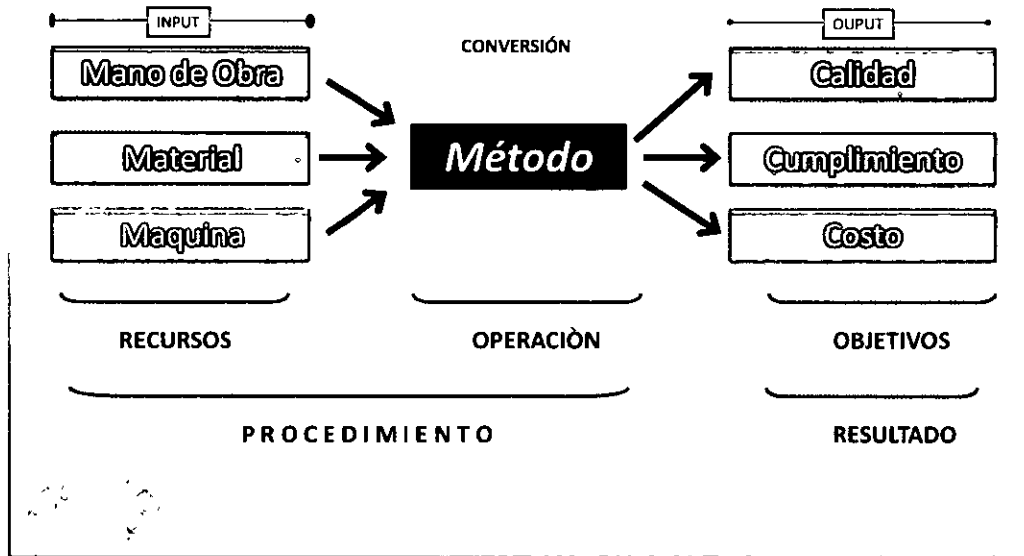 INPUT
OUPUT
CONVERSIÓN
Mano de Obra
Calidad
Material
Método
Cumplimiento
Maquina
Costo
RECURSOS
OPERACIÒN
OBJETIVOS
PROCEDIMIENTO
RESULTADO